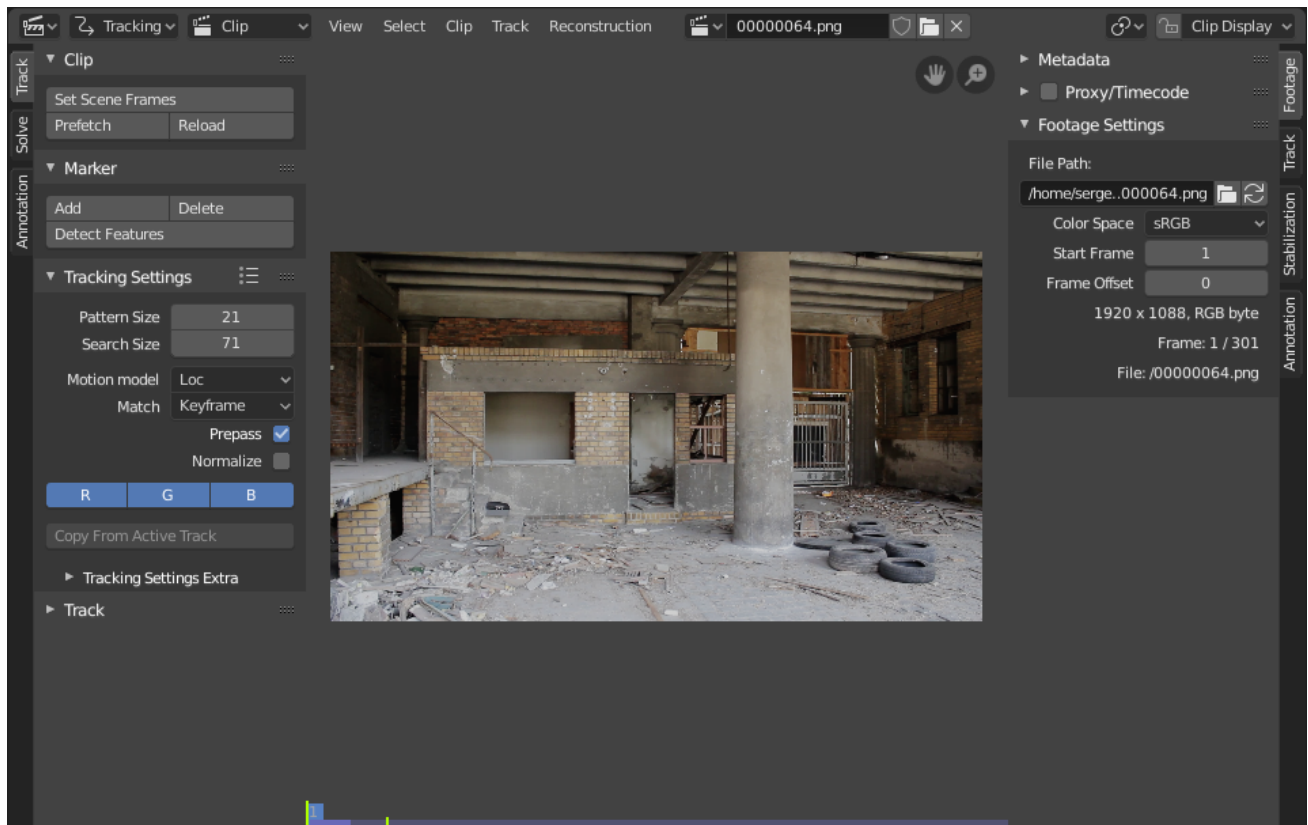 Tracking Clip View Select Clip Track Reconstruction 00000064.png Clip Display
Track
Solve
Annotation
Clip
Set Scene Frames
Prefetch Reload
Marker
Add Delete
Detect Features
Tracking Settings
Pattern Size 21
Search Size 71
Motion model Loc
Match Keyframe
Prepass
Normalize
R G B
Copy From Active Track
Tracking Settings Extra
Track
1
Metadata
Proxy/Timecode
Footage Settings
File Path:
/home/serge..000064.png
Color Space sRGB
Start Frame 1
Frame Offset 0
1920 x 1088, RGB byte
Frame: 1 / 301
File: /00000064.png
Footage
Track
Stabilization
Annotation